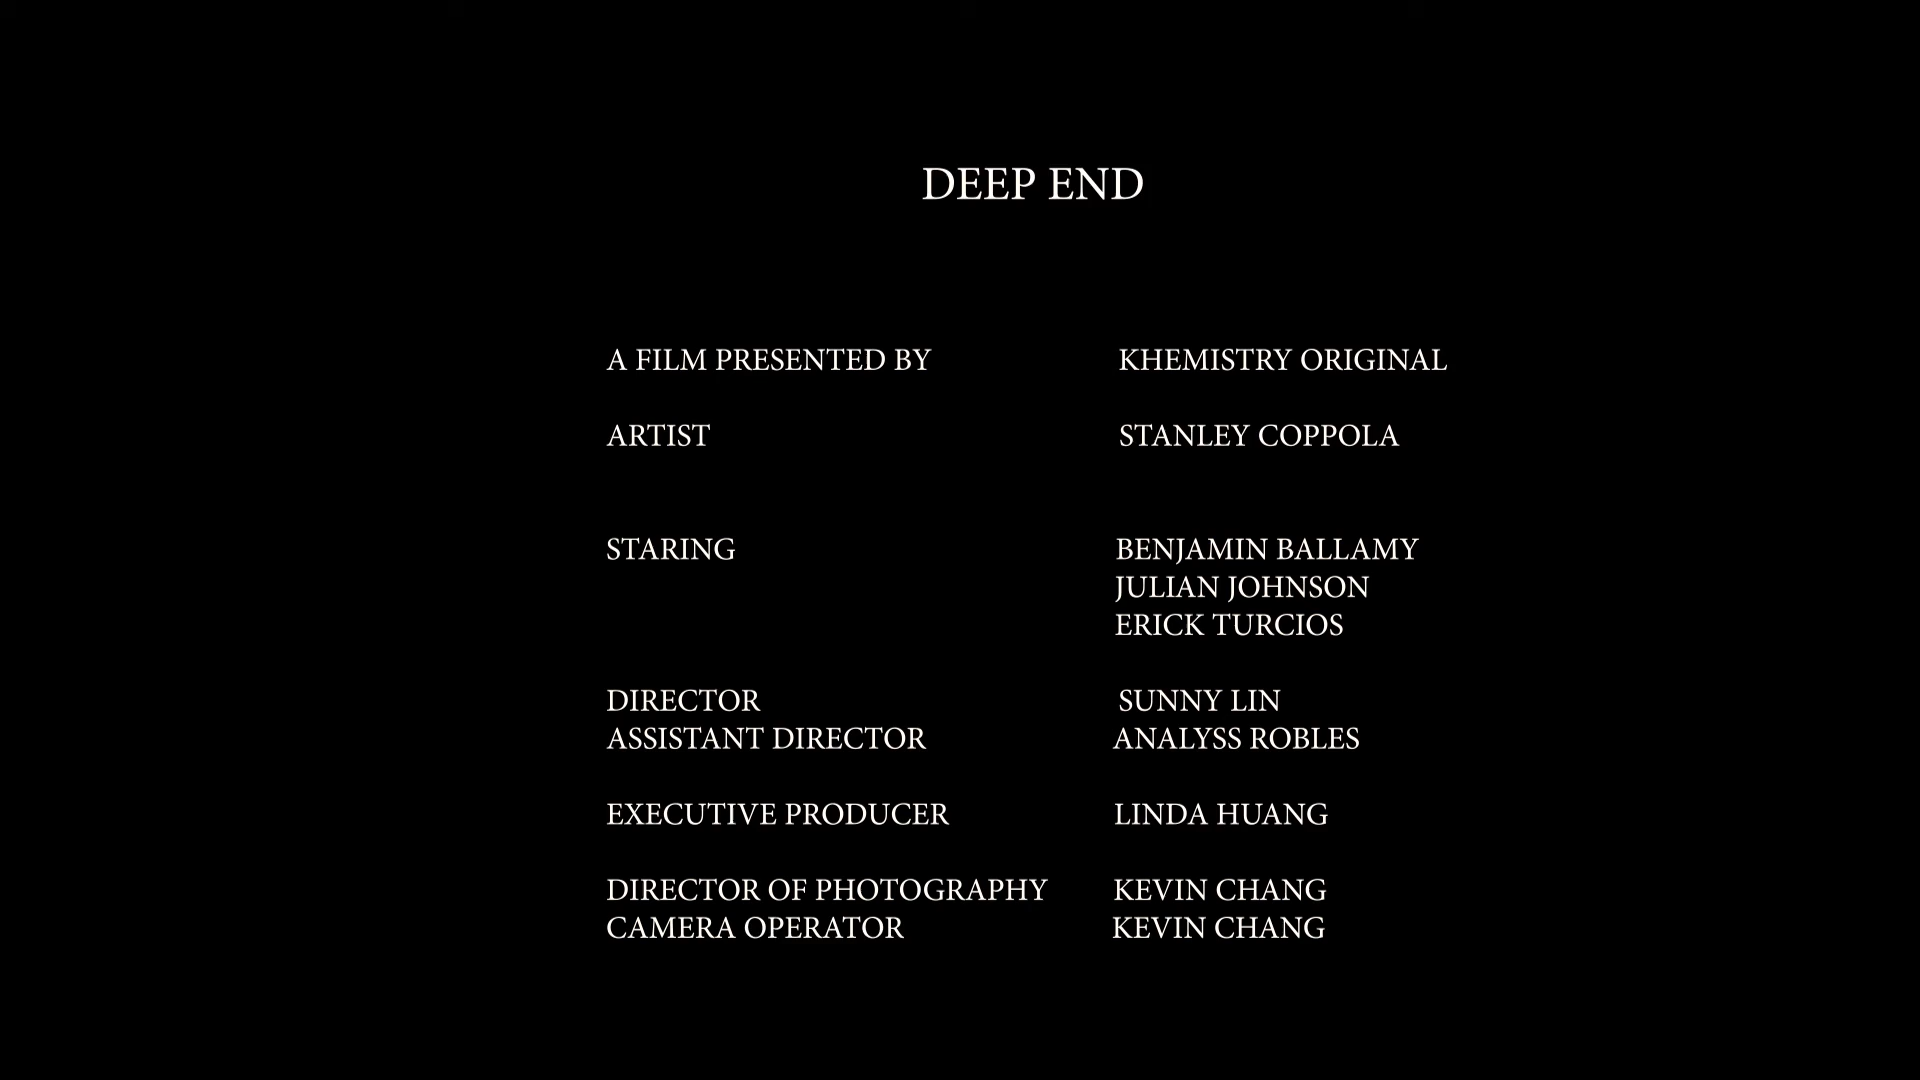 DEEP END
A FILM PRESENTED BY KHEMISTRY ORIGINAL
ARTIST STANLEY COPPOLA
STARING BENJAMIN BALLAMY
JULIAN JOHNSON
ERICK TURCIOS
DIRECTOR SUNNY LIN
ASSISTANT DIRECTOR ANALYSS ROBLES
EXECUTIVE PRODUCER LINDA HUANG
DIRECTOR OF PHOTOGRAPHY KEVIN CHANG
CAMERA OPERATOR KEVIN CHANG